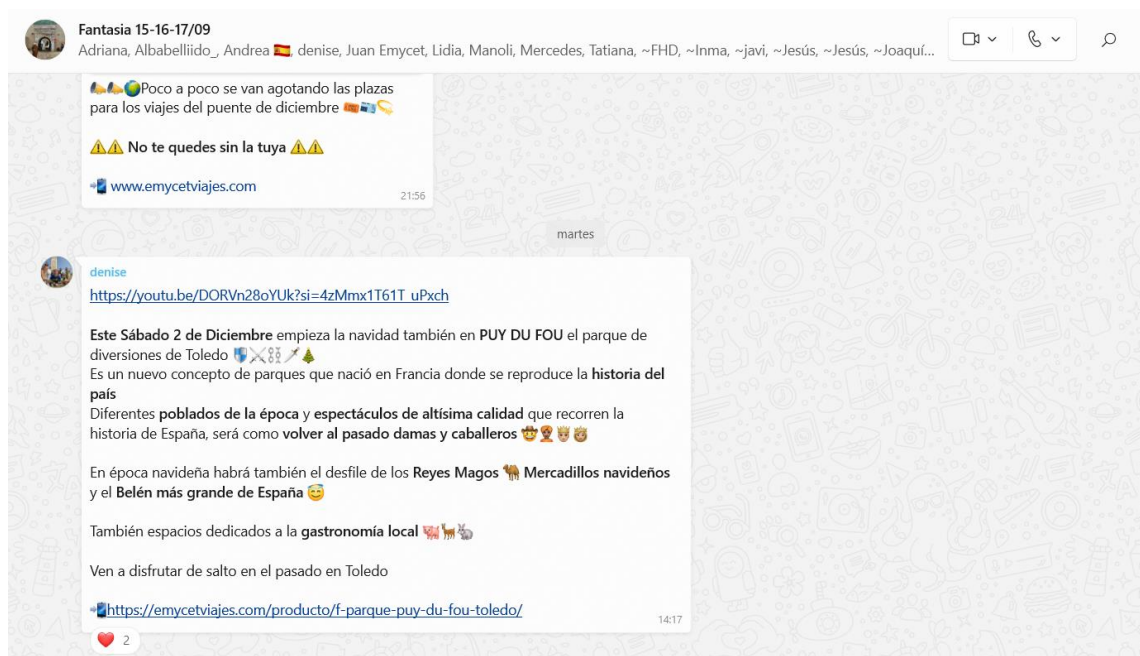 Fantasia 15-16-17/09
Adriana, Albabelliido_, Andrea 🇪🇸, denise, Juan Emycet, Lidia, Manoli, Mercedes, Tatiana, ~FHD, ~Inma, ~javi, ~Jesús, ~Jesús, ~Joaquí...
Poco a poco se van agotando las plazas
para los viajes del puente de diciembre
⚠️⚠️ No te quedes sin la tuya ⚠️⚠️
📲 www.emycetviajes.com
21:56
martes
denise
https://youtu.be/DORVn28oYUk?si=4zMmx1T61T_uPxch
Este Sábado 2 de Diciembre empieza la navidad también en PUY DU FOU el parque de
diversiones de Toledo 🛡️⚔️⛓️🗡️🎄
Es un nuevo concepto de parques que nació en Francia donde se reproduce la historia del
país
Diferentes poblados de la época y espectáculos de altísima calidad que recorren la
historia de España, será como volver al pasado damas y caballeros
En época navideña habrá también el desfile de los Reyes Magos 🐫 Mercadillos navideños
y el Belén más grande de España 😇
También espacios dedicados a la gastronomía local
Ven a disfrutar de salto en el pasado en Toledo
📲https://emycetviajes.com/producto/f-parque-puy-du-fou-toledo/
14:17
❤️ 2